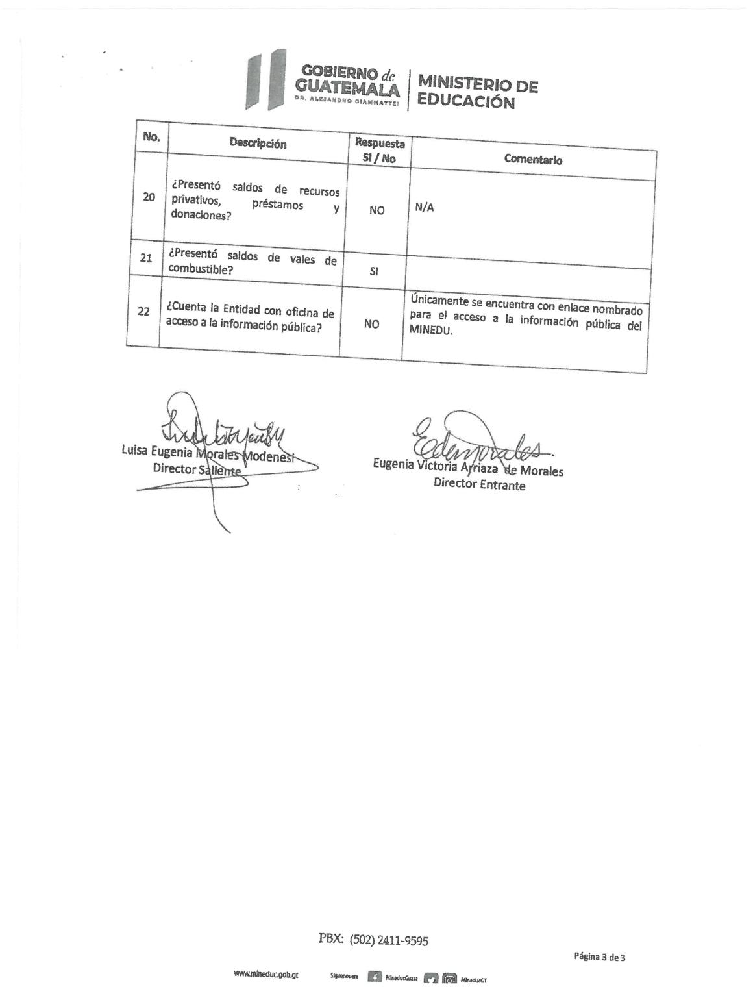 GOBIERNO de
GUATEMALA
DR. ALEJANDRO GIAMMATTEI
MINISTERIO DE
EDUCACIÓN
No.
Descripción
Respuesta
SI / No
Comentario
20
¿Presentó saldos de recursos
privativos, préstamos y
donaciones?
NO
N/A
21
¿Presentó saldos de vales de
combustible?
SI
22
¿Cuenta la Entidad con oficina de
acceso a la información pública?
NO
Únicamente se encuentra con enlace nombrado
para el acceso a la información pública del
MINEDU.
Luisa Eugenia Morales Modenesi
Director Saliente
Edemorales.
Eugenia Victoria Arriaza de Morales
Director Entrante
PBX: (502) 2411-9595
Página 3 de 3
www.mineduc.gob.gt
Síguenos en:
MineducGuate
MineducGT